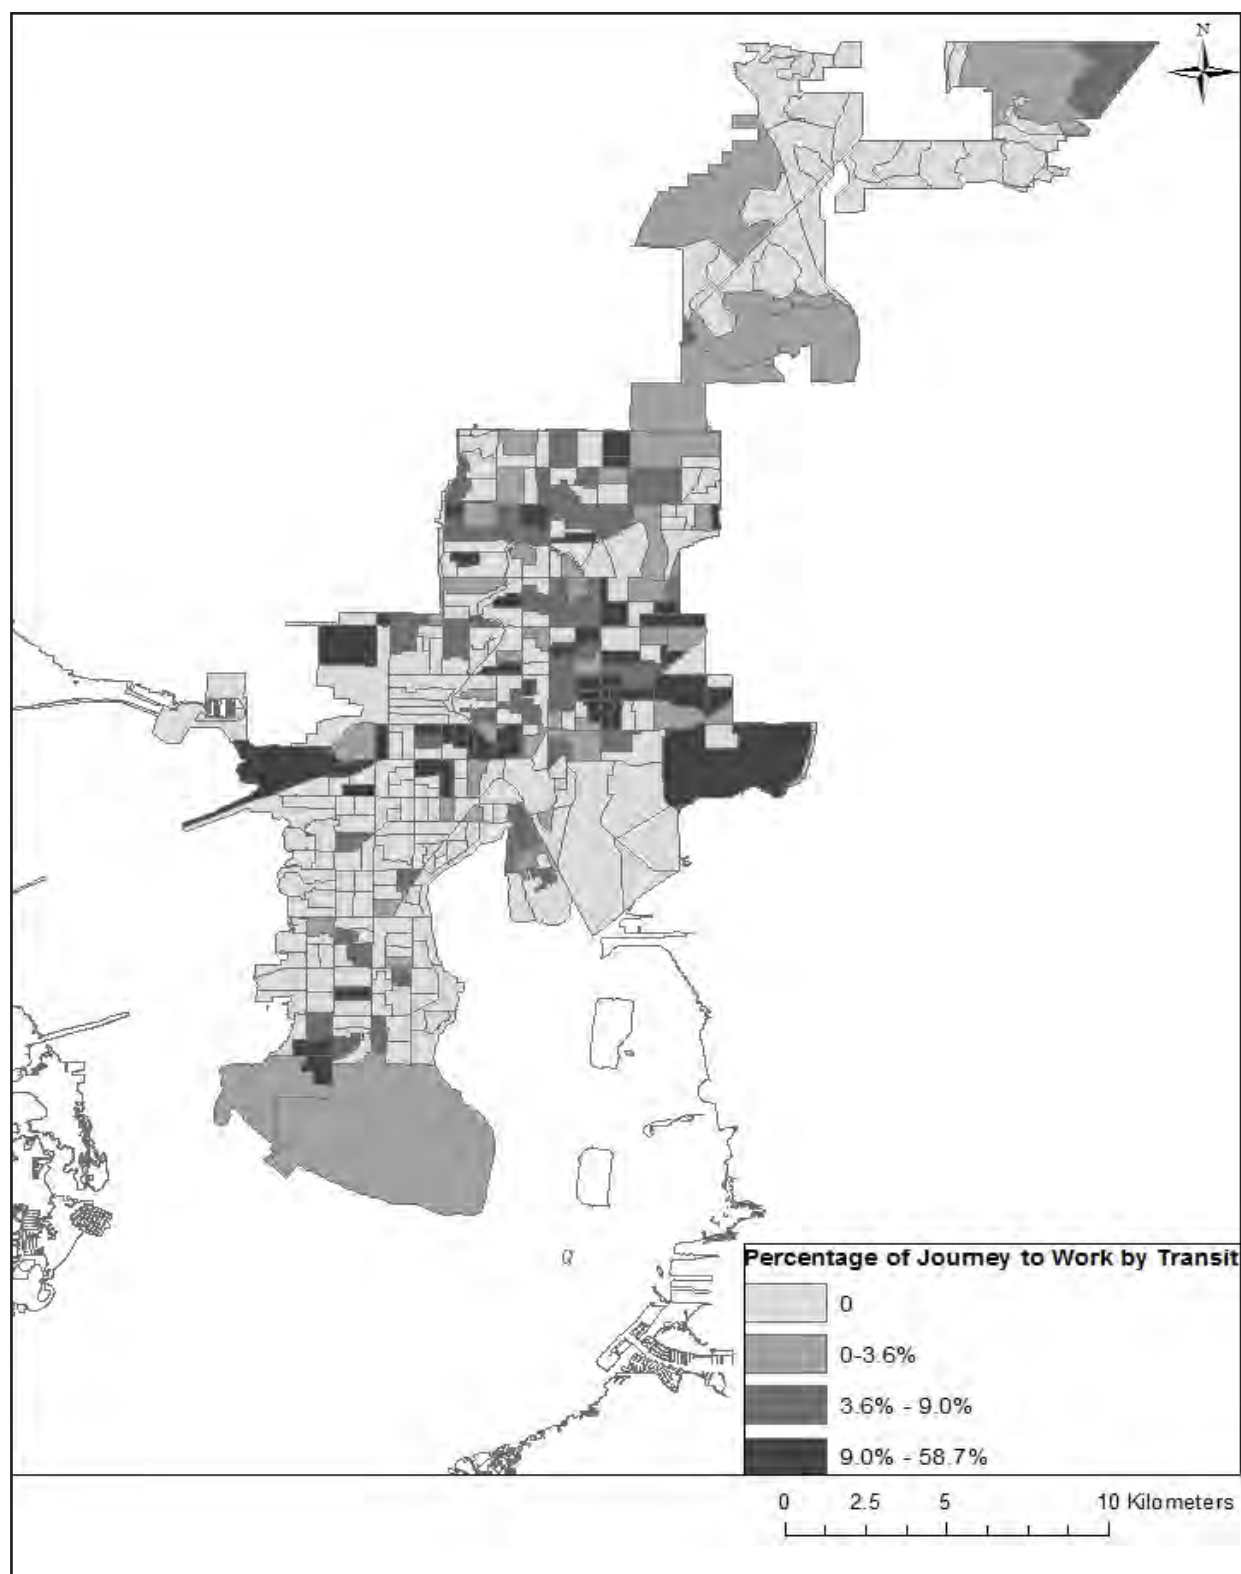 N
Percentage of Journey to Work by Transit
0
0-3.6%
3.6% - 9.0%
9.0% - 58.7%
0 2.5 5 10 Kilometers